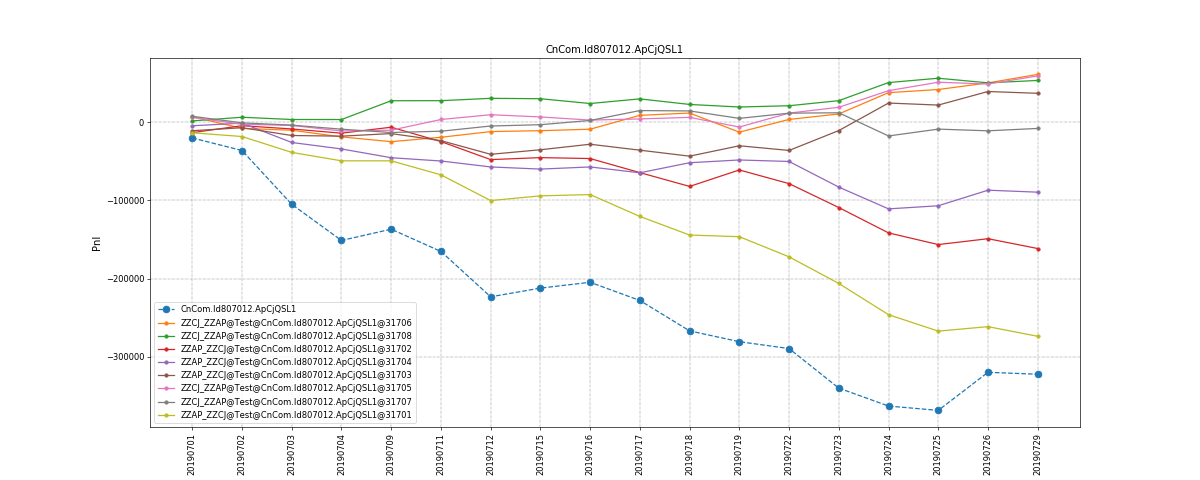 CnCom.Id807012.ApCjQSL1
Pnl
0
−100000
−200000
−300000
CnCom.Id807012.ApCjQSL1
ZZCJ_ZZAP@Test@CnCom.Id807012.ApCjQSL1@31706
ZZCJ_ZZAP@Test@CnCom.Id807012.ApCjQSL1@31708
ZZAP_ZZCJ@Test@CnCom.Id807012.ApCjQSL1@31702
ZZAP_ZZCJ@Test@CnCom.Id807012.ApCjQSL1@31704
ZZAP_ZZCJ@Test@CnCom.Id807012.ApCjQSL1@31703
ZZCJ_ZZAP@Test@CnCom.Id807012.ApCjQSL1@31705
ZZCJ_ZZAP@Test@CnCom.Id807012.ApCjQSL1@31707
ZZAP_ZZCJ@Test@CnCom.Id807012.ApCjQSL1@31701
20190701
20190702
20190703
20190704
20190709
20190711
20190712
20190715
20190716
20190717
20190718
20190719
20190722
20190723
20190724
20190725
20190726
20190729